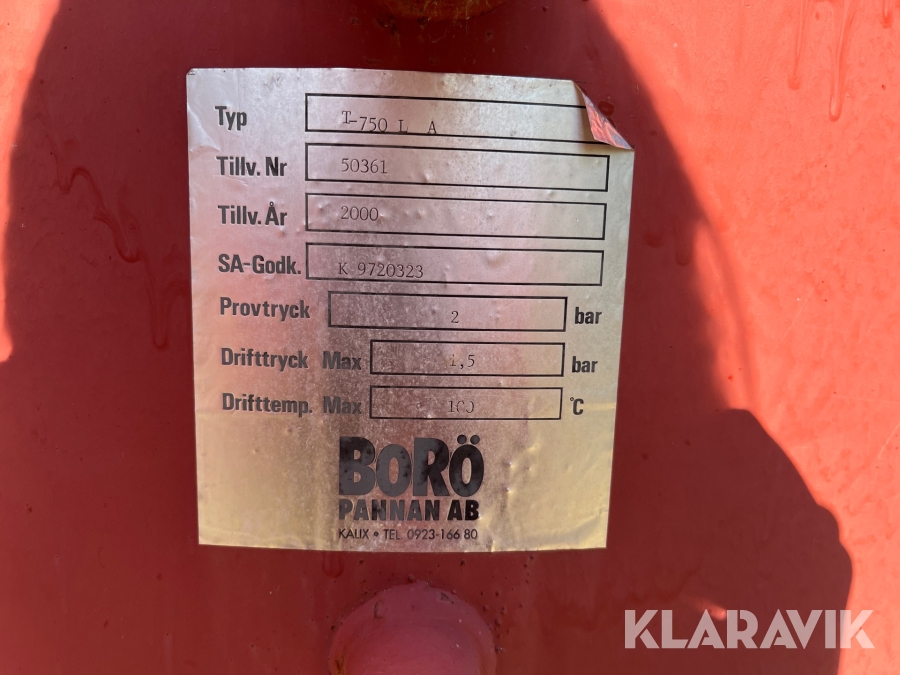 Typ T-750 L A
Tillv. Nr 50361
Tillv. År 2000
SA-Godk. K 9720323
Provtryck 2 bar
Drifttryck Max 1,5 bar
Drifttemp. Max 100 °C
BORÖ
PANNAN AB
KALIX • TEL 0923-166 80
KLARAVIK